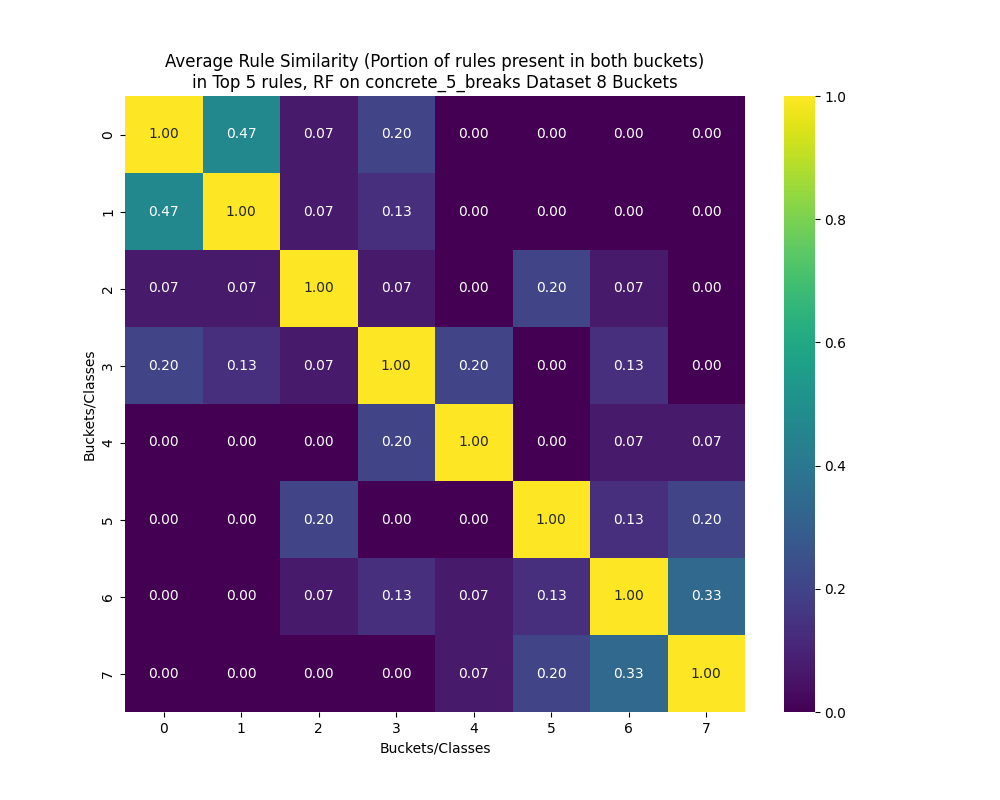 Average Rule Similarity (Portion of rules present in both buckets)
in Top 5 rules, RF on concrete_5_breaks Dataset 8 Buckets
0 1.00 0.47 0.07 0.20 0.00 0.00 0.00 0.00
1 0.47 1.00 0.07 0.13 0.00 0.00 0.00 0.00
2 0.07 0.07 1.00 0.07 0.00 0.20 0.07 0.00
3 0.20 0.13 0.07 1.00 0.20 0.00 0.13 0.00
4 0.00 0.00 0.00 0.20 1.00 0.00 0.07 0.07
5 0.00 0.00 0.20 0.00 0.00 1.00 0.13 0.20
6 0.00 0.00 0.07 0.13 0.07 0.13 1.00 0.33
7 0.00 0.00 0.00 0.00 0.07 0.20 0.33 1.00
0 1 2 3 4 5 6 7
Buckets/Classes
Buckets/Classes
1.0
0.8
0.6
0.4
0.2
0.0